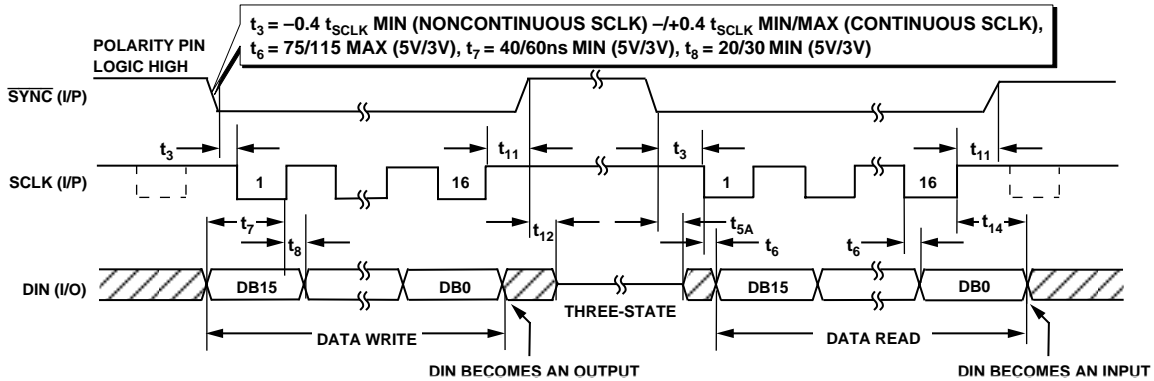 t3 = –0.4 tSCLK MIN (NONCONTINUOUS SCLK) –/+0.4 tSCLK MIN/MAX (CONTINUOUS SCLK),
t6 = 75/115 MAX (5V/3V), t7 = 40/60ns MIN (5V/3V), t8 = 20/30 MIN (5V/3V)
POLARITY PIN
LOGIC HIGH
SYNC (I/P)
t3 t11 t3 t11
SCLK (I/P) 1 16 1 16
t7 t8 t12 t5A t6 t6 t14
DIN (I/O) DB15 DB0 THREE-STATE DB15 DB0
DATA WRITE DATA READ
DIN BECOMES AN OUTPUT DIN BECOMES AN INPUT